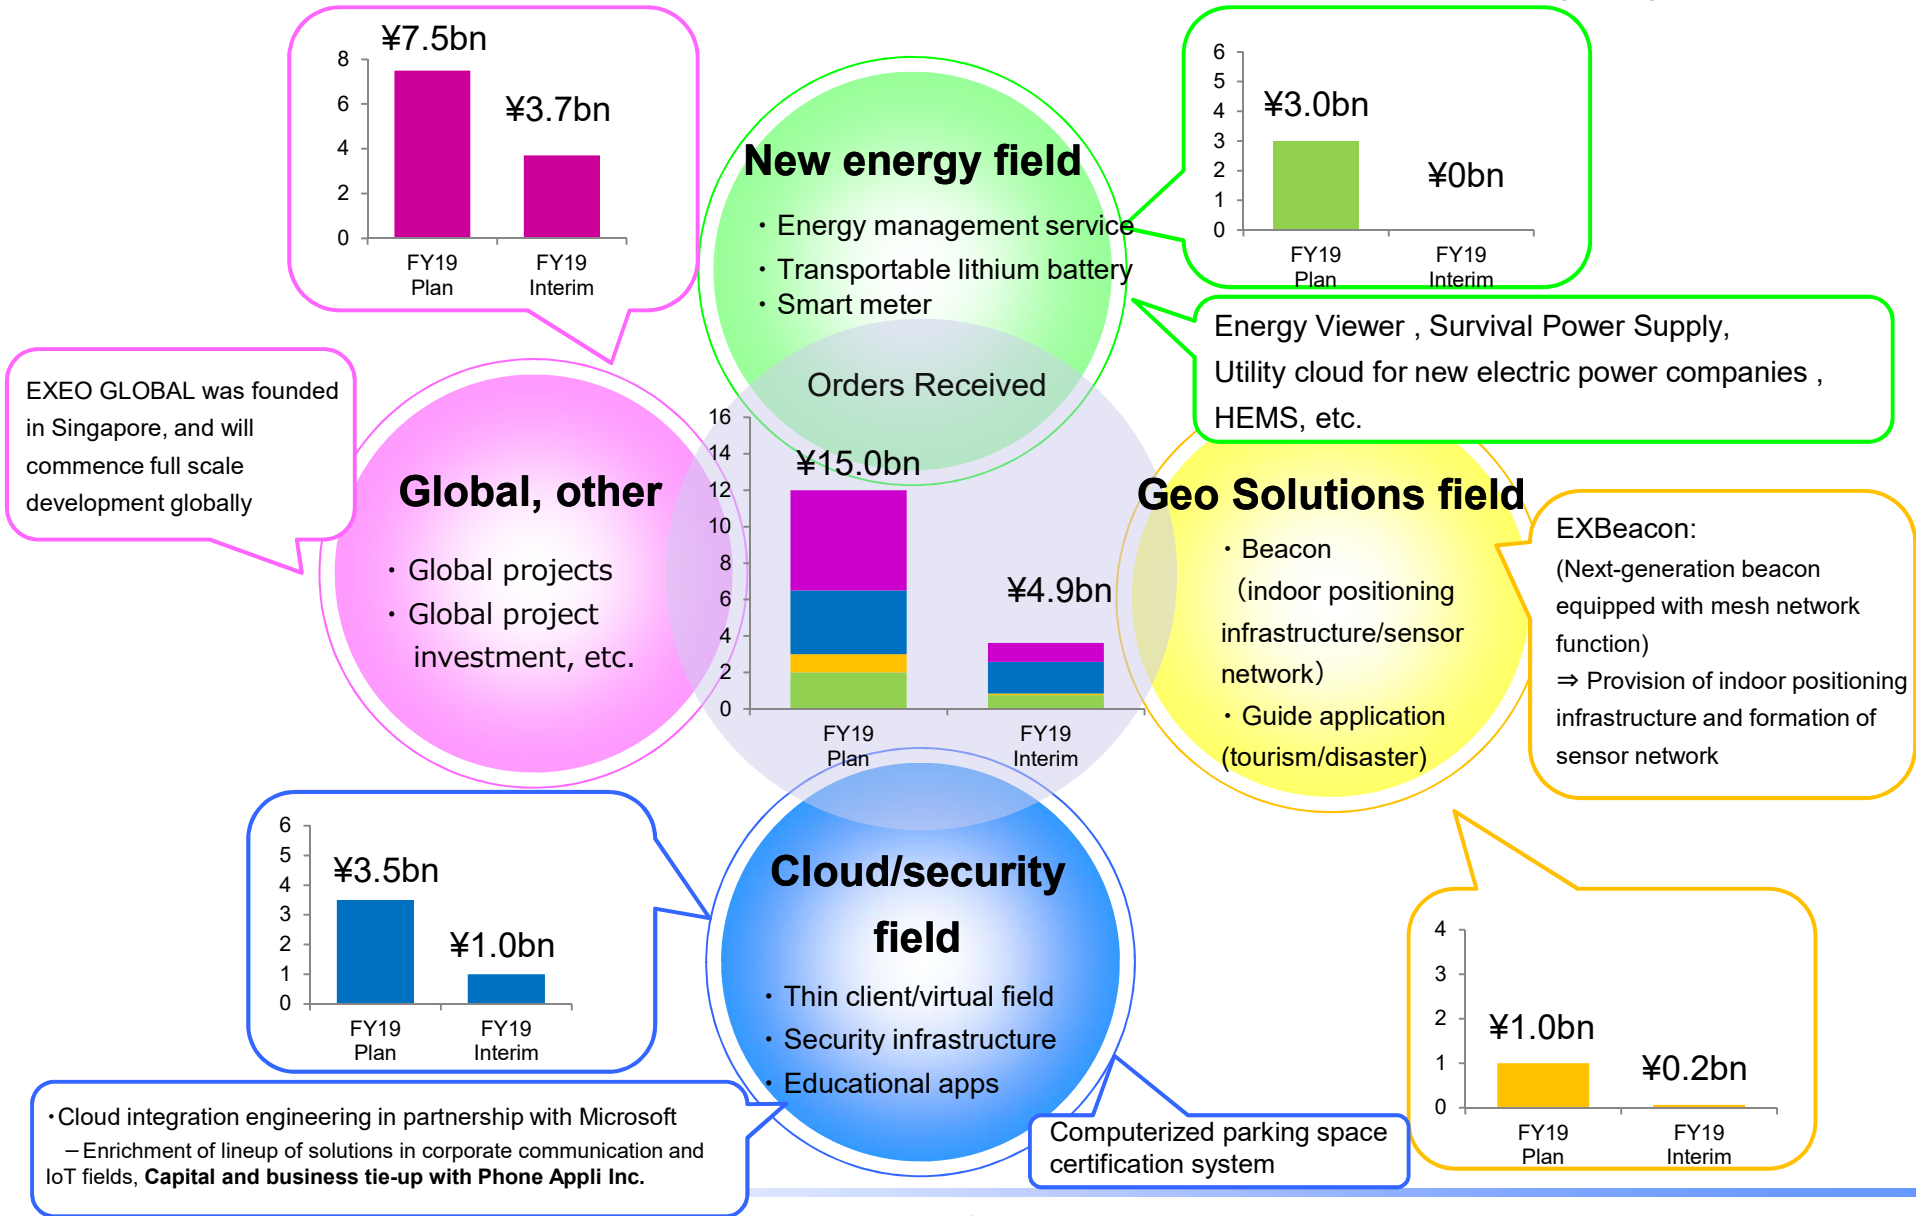 ¥7.5bn
8
6
4
2
0
¥3.7bn
FY19
Plan
FY19
Interim
New energy field
・Energy management service
・Transportable lithium battery
・Smart meter
6
5
4
3
2
1
0
¥3.0bn
¥0bn
FY19
Plan
FY19
Interim
Energy Viewer , Survival Power Supply,
Utility cloud for new electric power companies ,
HEMS, etc.
EXEO GLOBAL was founded
in Singapore, and will
commence full scale
development globally
Global, other
・Global projects
・Global project
investment, etc.
Orders Received
16
14
12
10
8
6
4
2
0
¥15.0bn
¥4.9bn
FY19
Plan
FY19
Interim
Geo Solutions field
・Beacon
（indoor positioning
infrastructure/sensor
network）
・Guide application
(tourism/disaster)
EXBeacon:
(Next-generation beacon
equipped with mesh network
function)
⇒ Provision of indoor positioning
infrastructure and formation of
sensor network
6
5
4
3
2
1
0
¥3.5bn
¥1.0bn
FY19
Plan
FY19
Interim
Cloud/security
field
・Thin client/virtual field
・Security infrastructure
・Educational apps
4
3
2
1
0
¥1.0bn
¥0.2bn
FY19
Plan
FY19
Interim
・Cloud integration engineering in partnership with Microsoft
－Enrichment of lineup of solutions in corporate communication and
IoT fields, Capital and business tie-up with Phone Appli Inc.
Computerized parking space
certification system